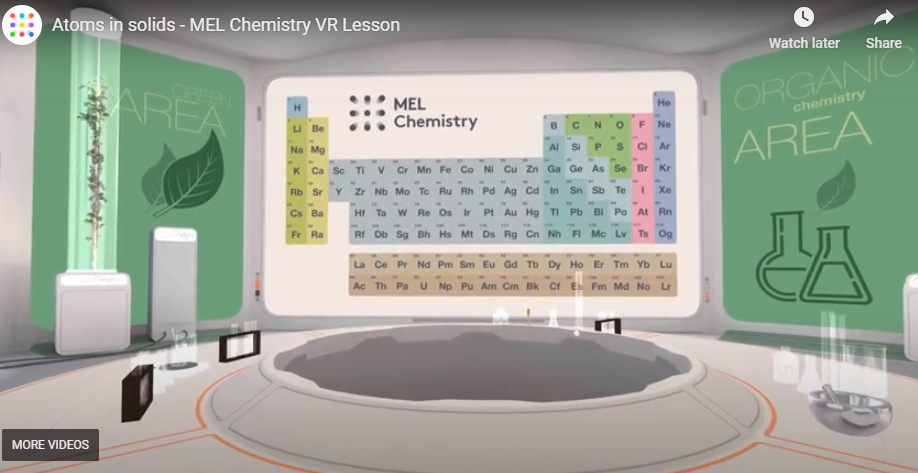 Atoms in solids - MEL Chemistry VR Lesson
Watch later
Share
GREEN
AREA
MEL
Chemistry
ORGANIC
chemistry
AREA
H He
Li Be B C N O F Ne
Na Mg Al Si P S Cl Ar
K Ca Sc Ti V Cr Mn Fe Co Ni Cu Zn Ga Ge As Se Br Kr
Rb Sr Y Zr Nb Mo Tc Ru Rh Pd Ag Cd In Sn Sb Te I Xe
Cs Ba Hf Ta W Re Os Ir Pt Au Hg Tl Pb Bi Po At Rn
Fr Ra Rf Db Sg Bh Hs Mt Ds Rg Cn Nh Fl Mc Lv Ts Og
La Ce Pr Nd Pm Sm Eu Gd Tb Dy Ho Er Tm Yb Lu
Ac Th Pa U Np Pu Am Cm Bk Cf Es Fm Md No Lr
MORE VIDEOS